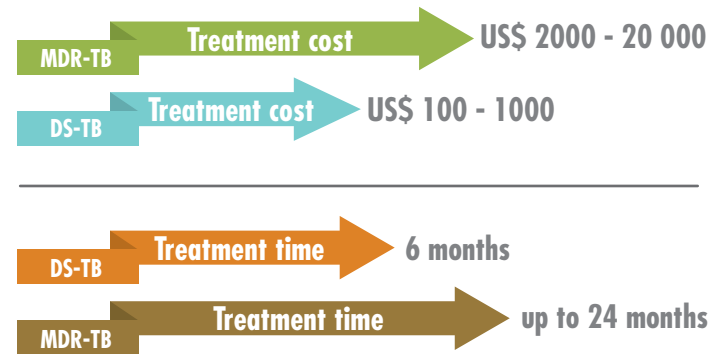 Treatment cost US$ 2000 - 20 000
MDR-TB
Treatment cost US$ 100 - 1000
DS-TB
Treatment time 6 months
DS-TB
Treatment time up to 24 months
MDR-TB